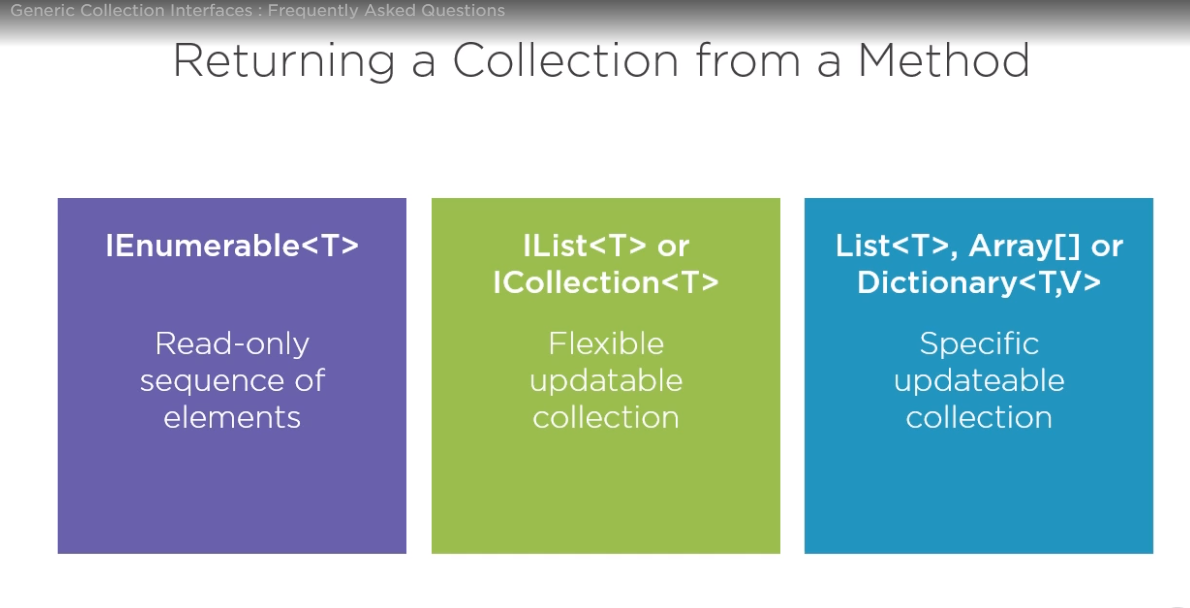 Generic Collection Interfaces : Frequently Asked Questions
Returning a Collection from a Method
IEnumerable<T>
Read-only
sequence of
elements
IList<T> or
ICollection<T>
Flexible
updatable
collection
List<T>, Array[] or
Dictionary<T,V>
Specific
updateable
collection